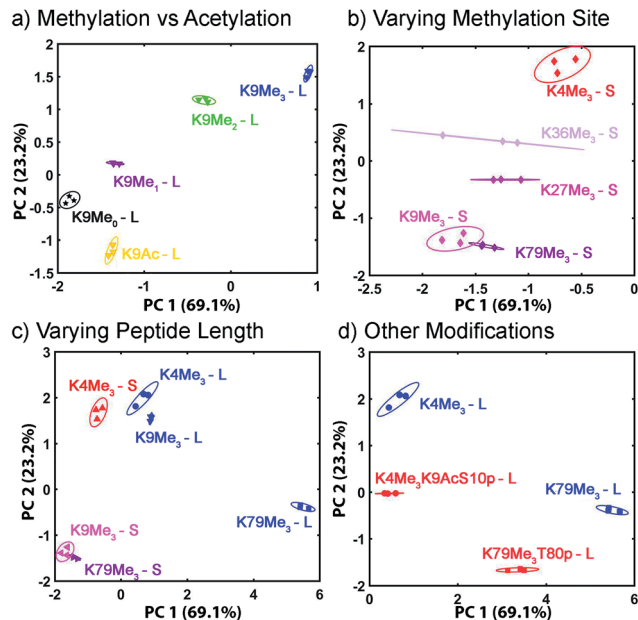 a) Methylation vs Acetylation
PC 2 (23.2%)
2
1.5
1
0.5
0
-0.5
-1
-1.5
K9Me3 - L
K9Me2 - L
K9Me1 - L
K9Me0 - L
K9Ac - L
-2
-1
0
1
PC 1 (69.1%)
b) Varying Methylation Site
PC 2 (23.2%)
2
1
0
-1
-2
K4Me3 - S
K36Me3 - S
K27Me3 - S
K9Me3 - S
K79Me3 - S
-2.5
-2
-1.5
-1
-0.5
0
PC 1 (69.1%)
c) Varying Peptide Length
PC 2 (23.2%)
3
2
1
0
-1
-2
K4Me3 - L
K4Me3 - S
K9Me3 - L
K79Me3 - L
K9Me3 - S
K79Me3 - S
-2
0
2
4
6
PC 1 (69.1%)
d) Other Modifications
PC 2 (23.2%)
3
2
1
0
-1
-2
K4Me3 - L
K4Me3K9AcS10p - L
K79Me3 - L
K79Me3T80p - L
0
2
4
6
PC 1 (69.1%)